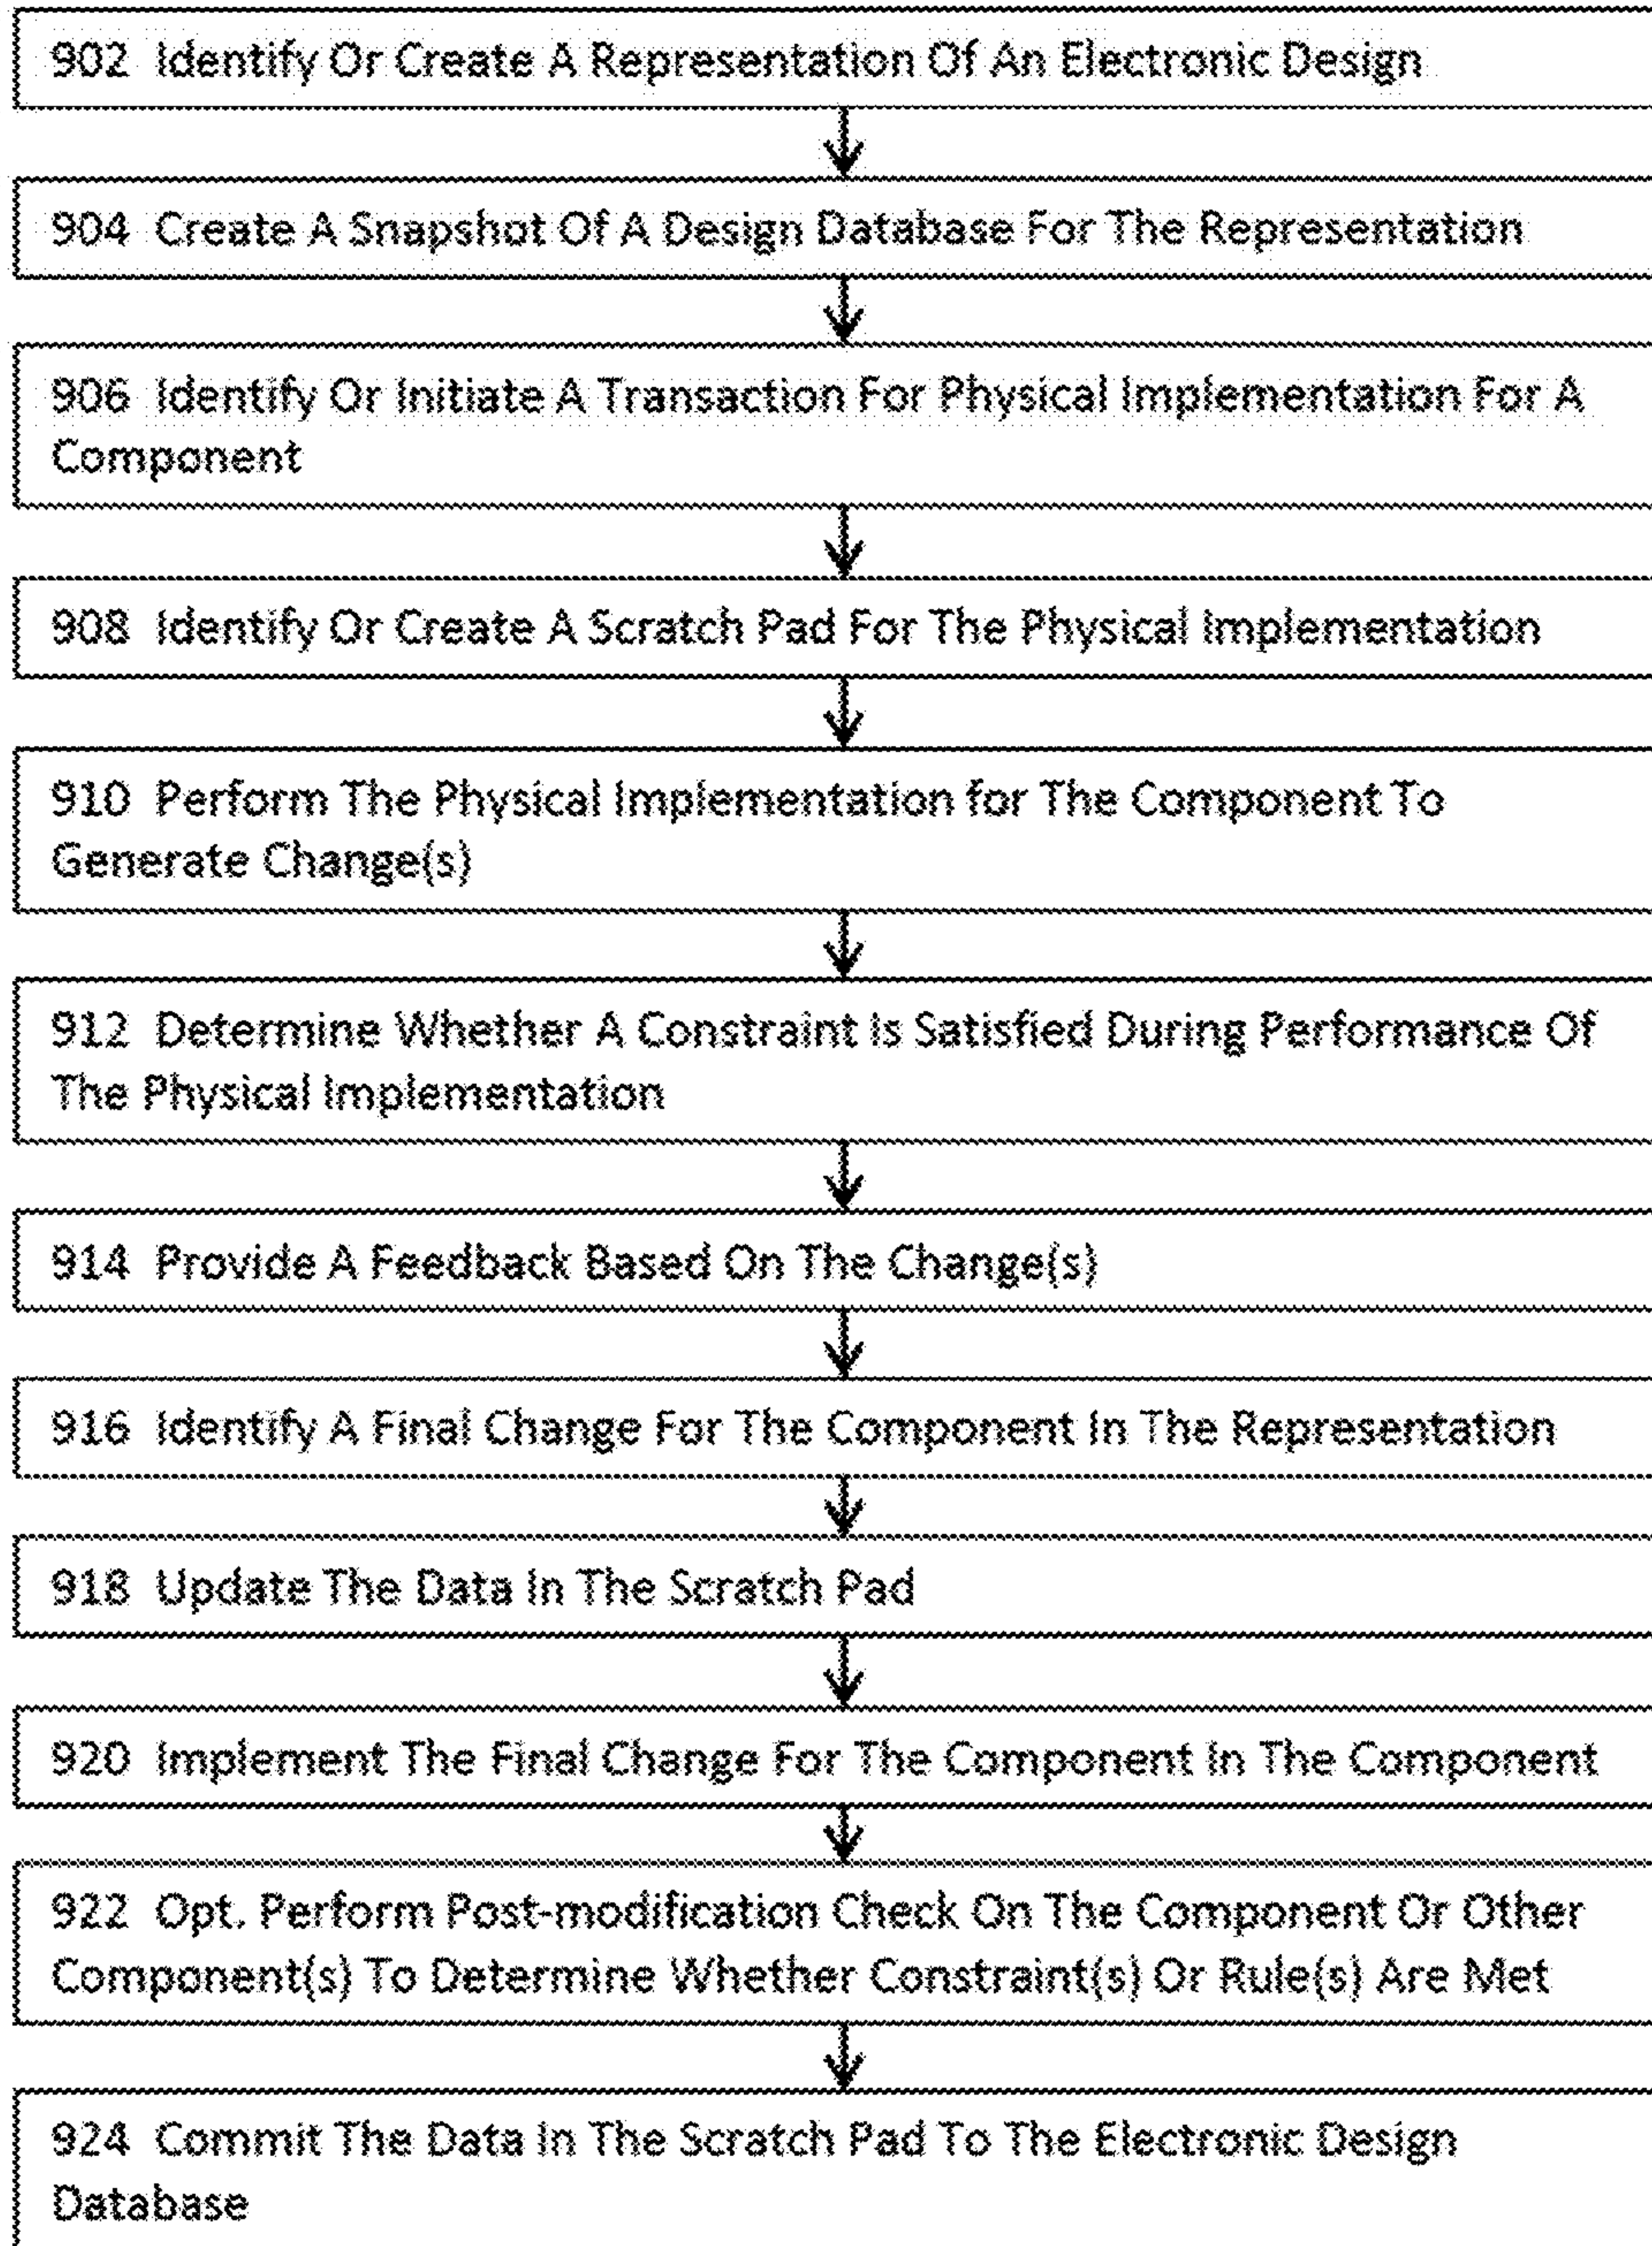 902 Identify Or Create A Representation Of An Electronic Design
904 Create A Snapshot Of A Design Database For The Representation
906 Identify Or Initiate A Transaction For Physical Implementation For A
Component
908 Identify Or Create A Scratch Pad For The Physical Implementation
910 Perform The Physical Implementation for The Component To
Generate Change(s)
912 Determine Whether A Constraint Is Satisfied During Performance Of
The Physical Implementation
914 Provide A Feedback Based On The Change(s)
916 Identify A Final Change For The Component In The Representation
918 Update The Data In The Scratch Pad
920 Implement The Final Change For The Component In The Component
922 Opt. Perform Post-modification Check On The Component Or Other
Component(s) To Determine Whether Constraint(s) Or Rule(s) Are Met
924 Commit The Data In The Scratch Pad To The Electronic Design
Database